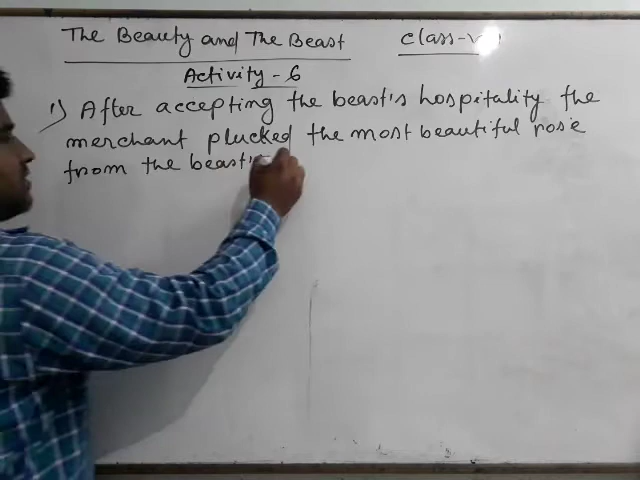 The Beauty and The Beast
Class-
Activity - 6
1) After accepting the beast's hospitality the
merchant plucked the most beautiful rose
from the beast's